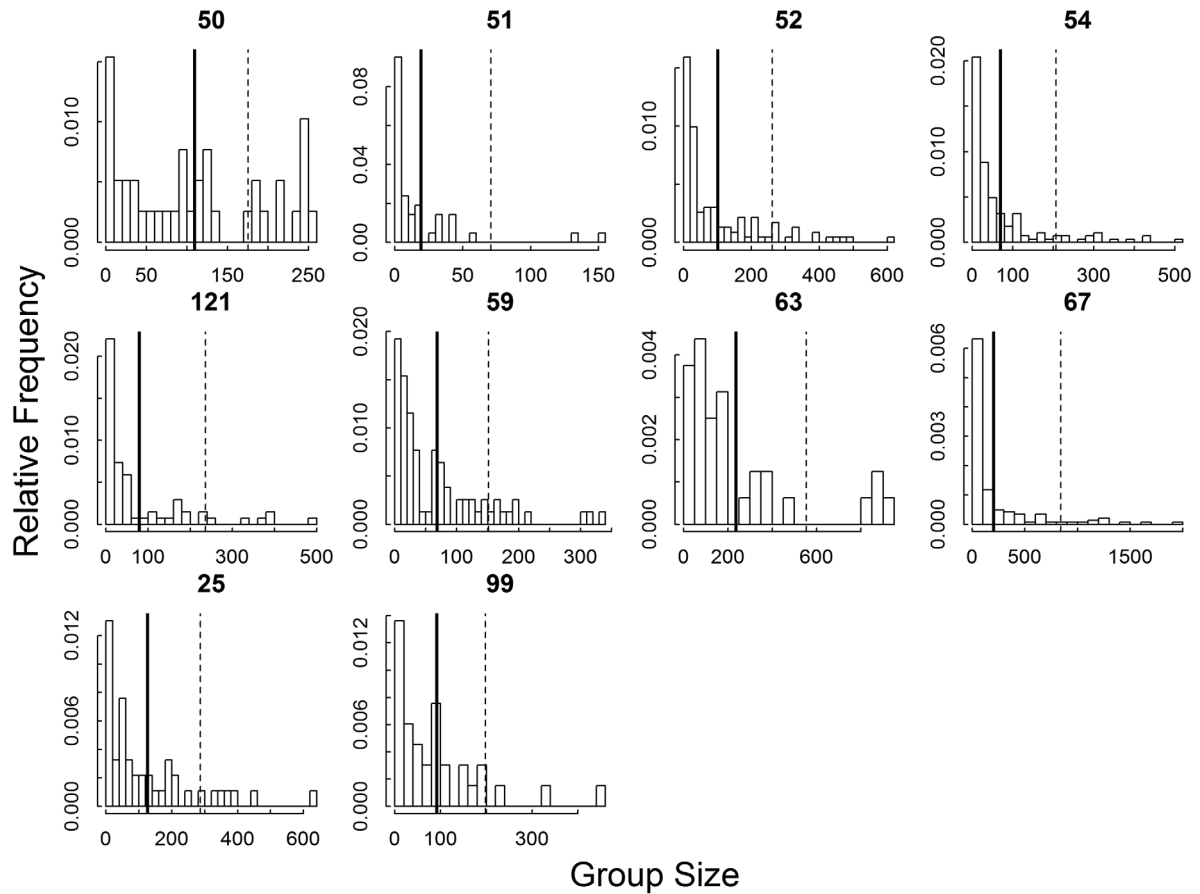 50 51 52 54
0.000 0.010
0.00 0.04 0.08
0.000 0.010
0.000 0.010 0.020
0 50 150 250
0 50 100 150
0 200 400 600
0 100 300 500
121 59 63 67
0.000 0.010 0.020
0.000 0.010 0.020
0.000 0.002 0.004
0.000 0.003 0.006
0 100 300 500
0 100 200 300
0 200 600
0 500 1500
25 99
0.000 0.006 0.012
0.000 0.006 0.012
0 200 400 600
0 100 300
Relative Frequency
Group Size